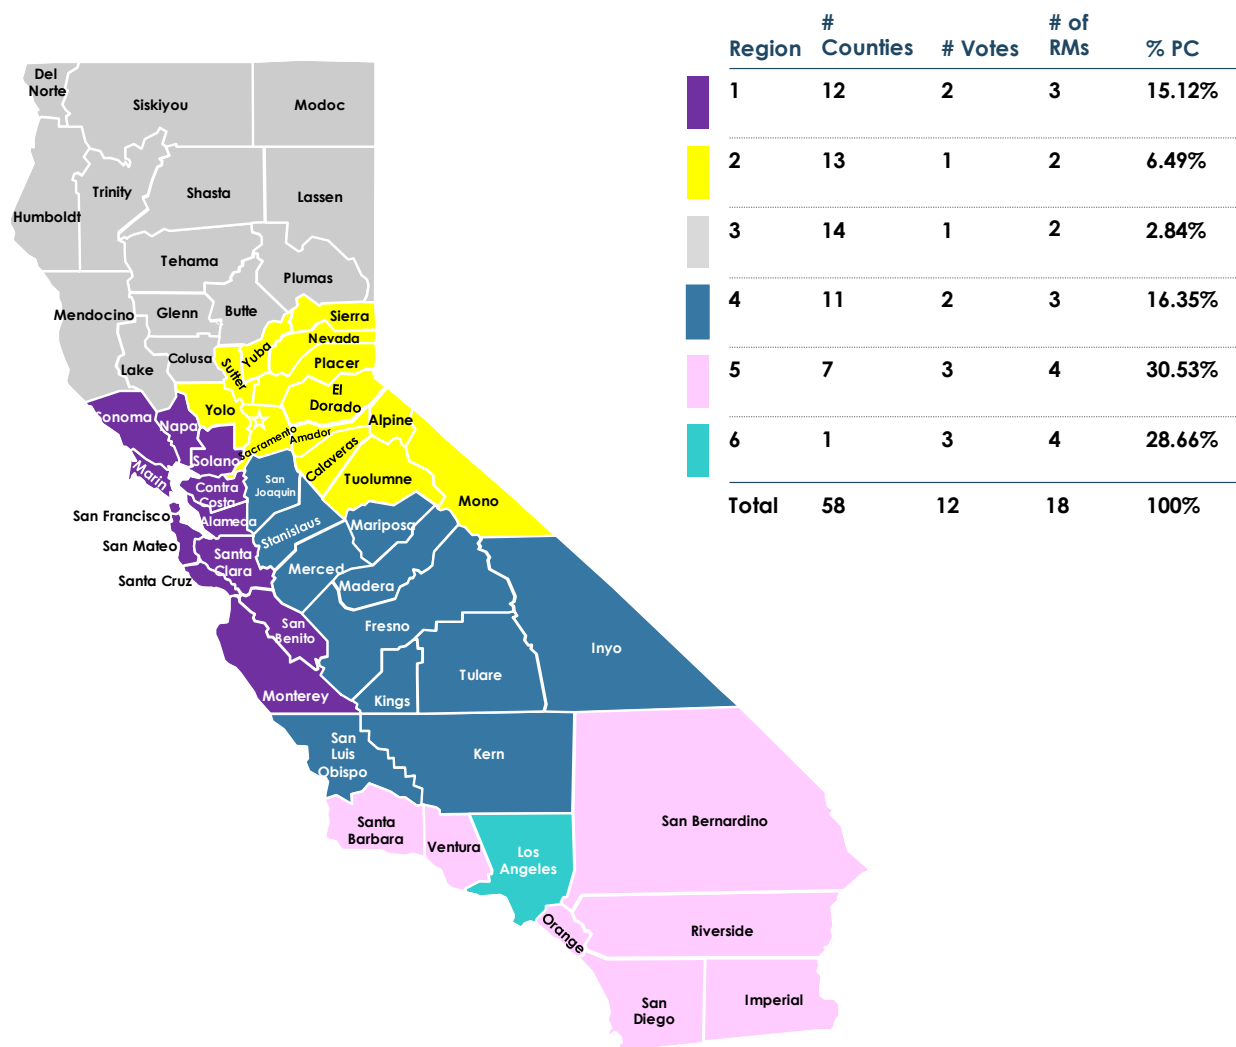 #
# of
Region Counties # Votes RMs % PC
1 12 2 3 15.12%
2 13 1 2 6.49%
3 14 1 2 2.84%
4 11 2 3 16.35%
5 7 3 4 30.53%
6 1 3 4 28.66%
Total 58 12 18 100%
Del
Norte
Siskiyou
Modoc
Humboldt
Trinity
Shasta
Lassen
Tehama
Plumas
Mendocino
Glenn
Butte
Lake
Colusa
Sierra
Nevada
Yuba
Sutter
Placer
El
Dorado
Yolo
Sacramento
Amador
Alpine
Calaveras
Tuolumne
Mono
Sonoma
Napa
Solano
Marin
Contra
Costa
San Francisco
Alameda
San Mateo
Santa
Clara
Santa Cruz
San
Benito
Monterey
San
Joaquin
Stanislaus
Mariposa
Merced
Madera
Fresno
Inyo
Tulare
Kings
San
Luis
Obispo
Kern
Santa
Barbara
Ventura
Los
Angeles
San Bernardino
Orange
Riverside
San
Diego
Imperial